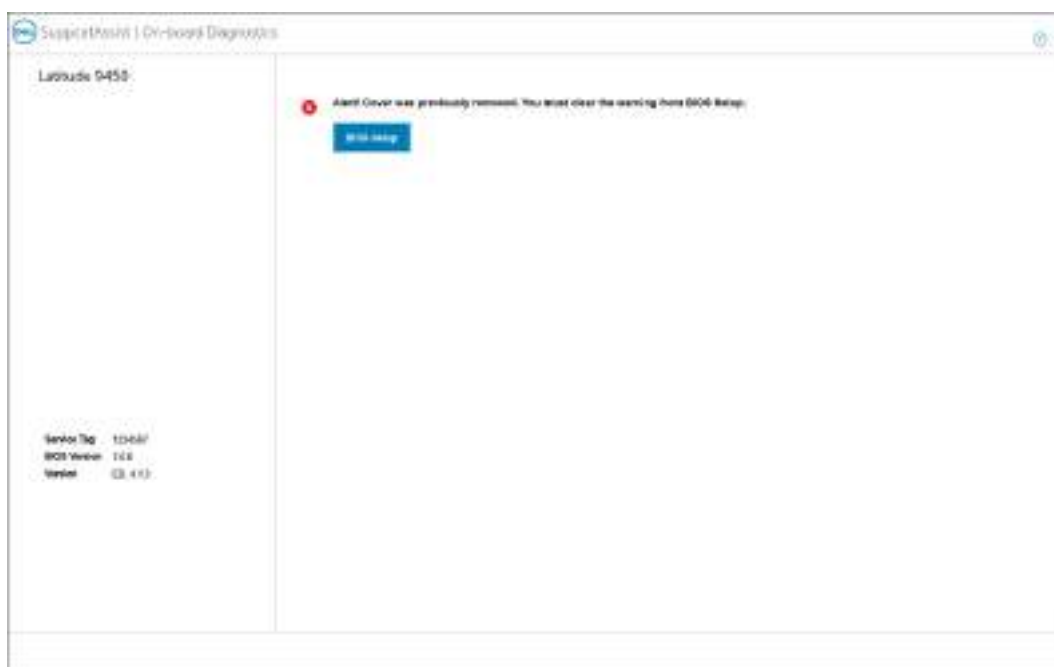 DELL SupportAssist | On-board Diagnostics
Latitude 9450
Alert! Cover was previously removed. You must clear the warning from BIOS Setup.
BIOS Setup
Service Tag
BIOS Version
Version